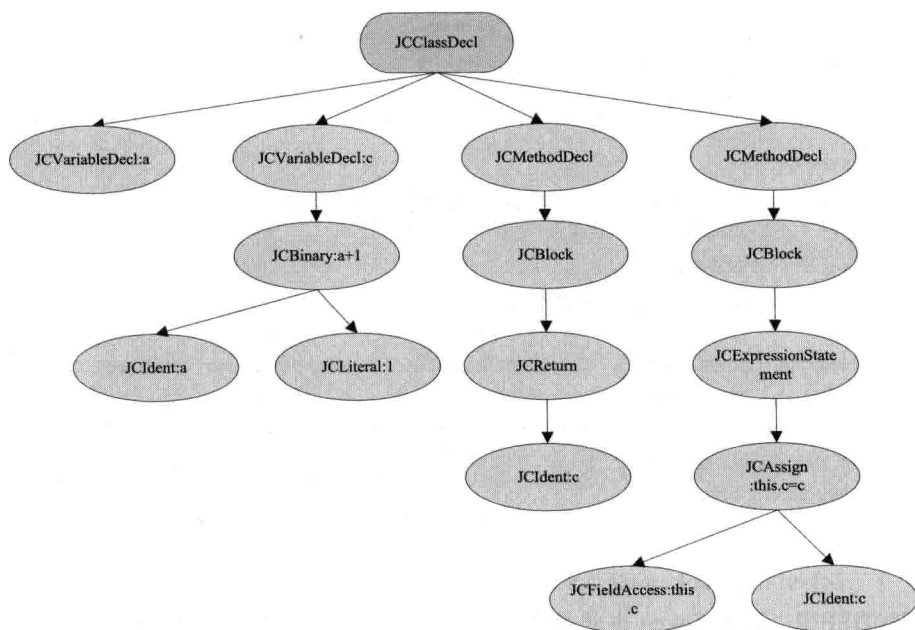 JCClassDecl
JCVariableDecl:a
JCVariableDecl:c
JCMethodDecl
JCMethodDecl
JCBinary:a+1
JCBlock
JCBlock
JCIdent:a
JCLiteral:1
JCReturn
JCExpressionState
ment
JCIdent:c
JCAssign
:this.c=c
JCFieldAccess:this
.c
JCIdent:c